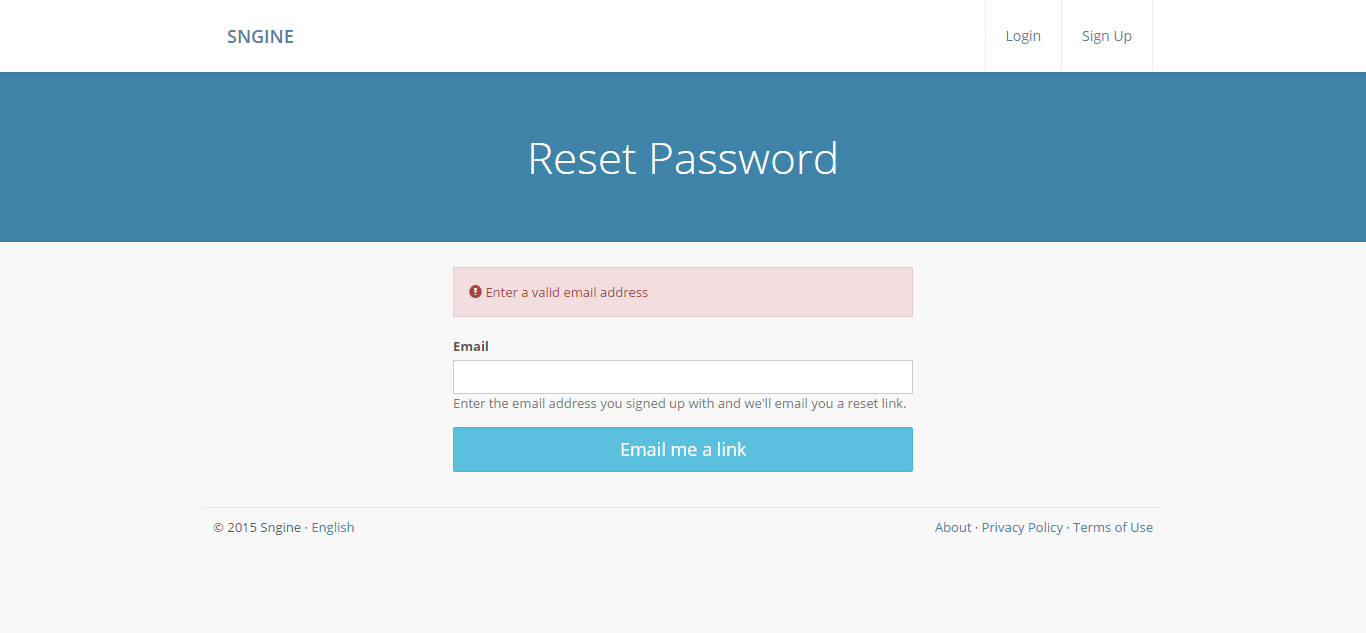 SNGINE
Login
Sign Up
Reset Password
Enter a valid email address
Email
Enter the email address you signed up with and we'll email you a reset link.
Email me a link
© 2015 Sngine · English
About · Privacy Policy · Terms of Use